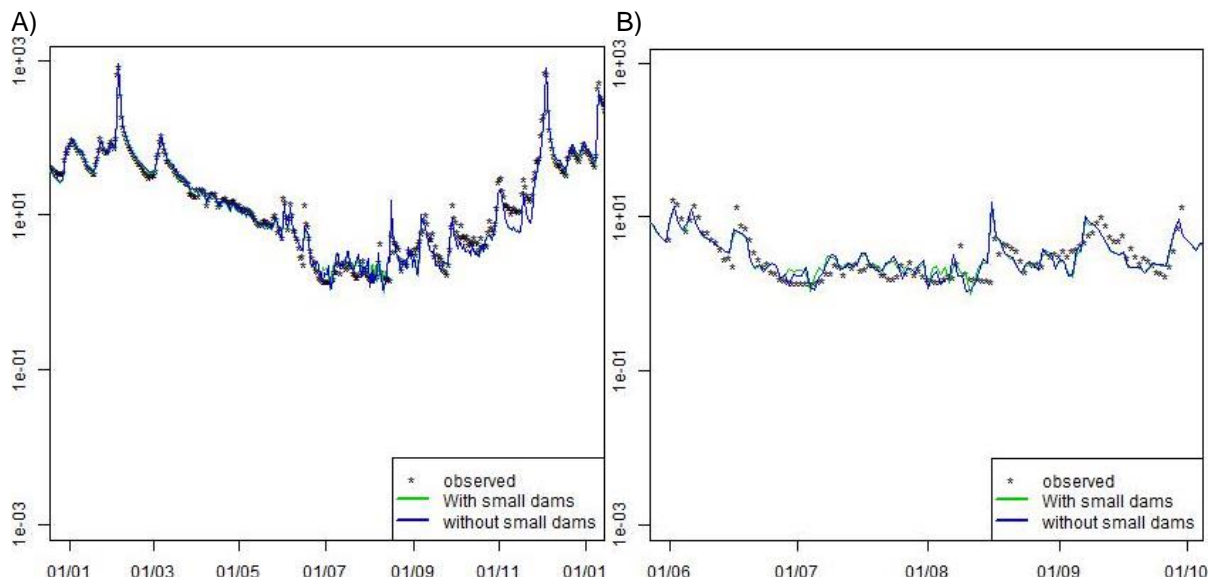 A)
1e+03
1e+01
1e-01
1e-03
* observed
With small dams
without small dams
01/01 01/03 01/05 01/07 01/09 01/11 01/01
B)
1e+03
1e+01
1e-01
1e-03
* observed
With small dams
without small dams
01/06 01/07 01/08 01/09 01/10